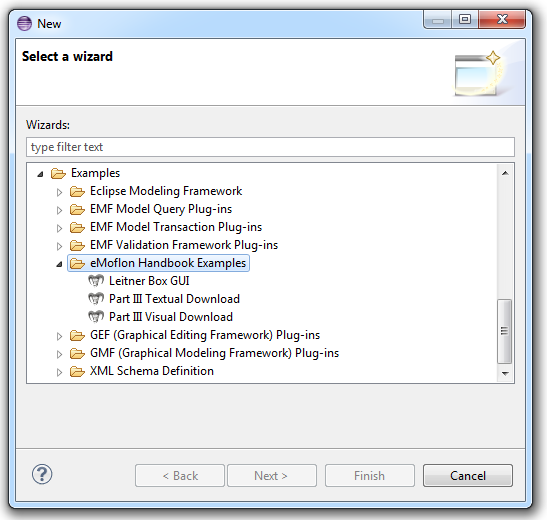 New
Select a wizard
Wizards:
type filter text
Examples
Eclipse Modeling Framework
EMF Model Query Plug-ins
EMF Model Transaction Plug-ins
EMF Validation Framework Plug-ins
eMoflon Handbook Examples
Leitner Box GUI
Part III Textual Download
Part III Visual Download
GEF (Graphical Editing Framework) Plug-ins
GMF (Graphical Modeling Framework) Plug-ins
XML Schema Definition
? < Back Next > Finish Cancel